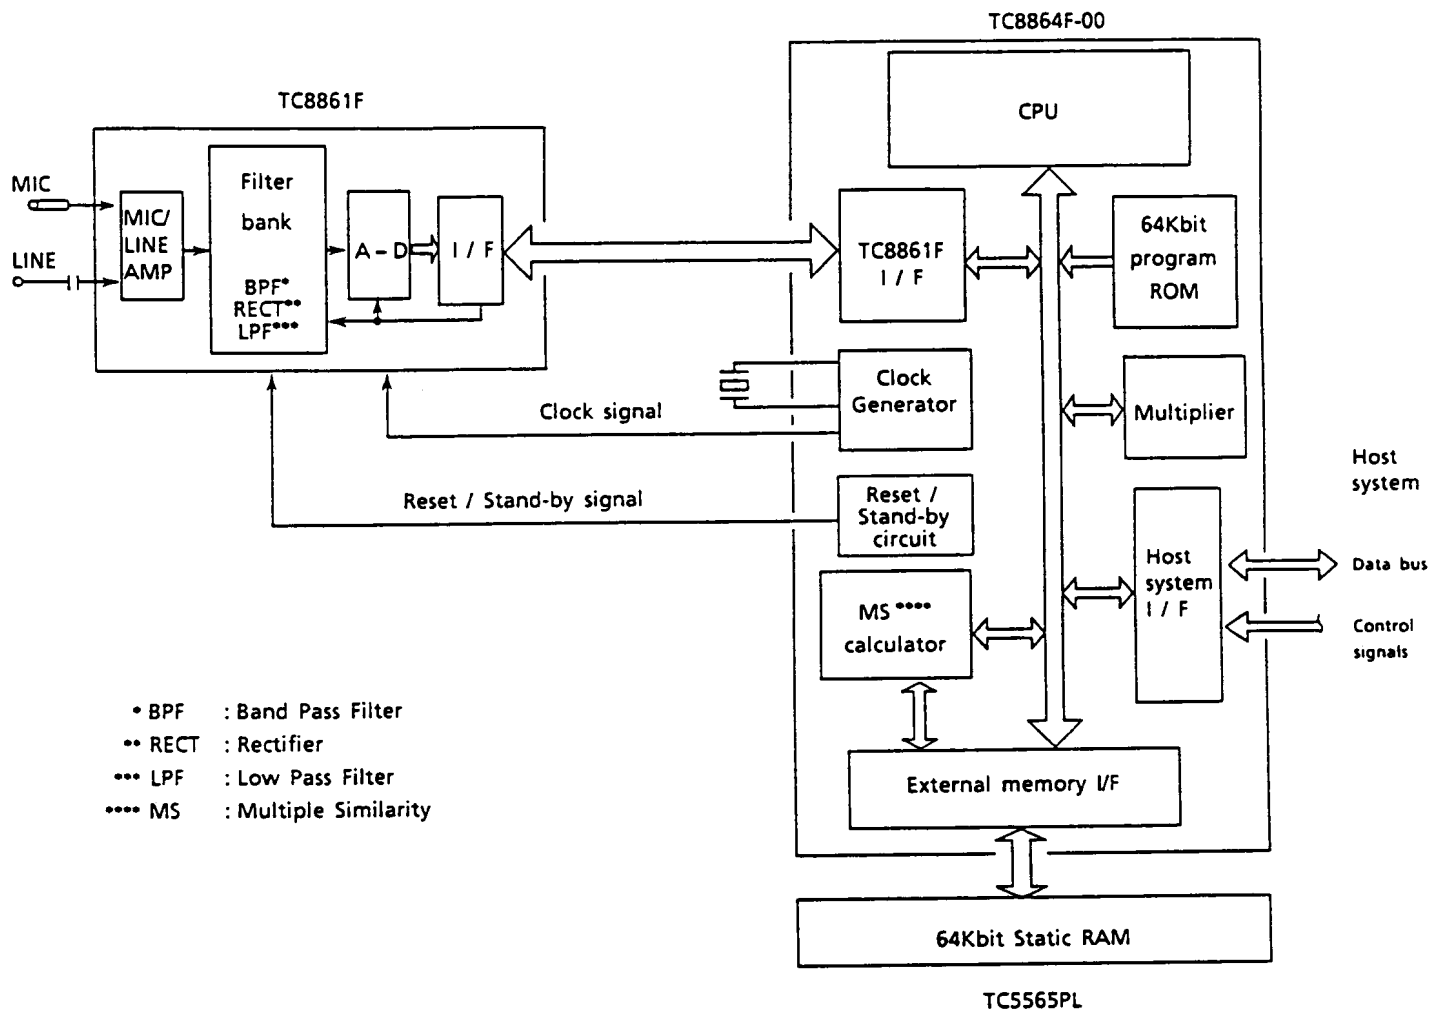 TC8864F-00
CPU
TC8861F
MIC
LINE
MIC/
LINE
AMP
Filter
bank
BPF*
RECT**
LPF***
A - D
I / F
TC8861F
I / F
64Kbit
program
ROM
Clock
Generator
Multiplier
Clock signal
Reset / Stand-by signal
Reset /
Stand-by
circuit
Host
system
Host
system
I / F
Data bus
Control
signals
MS ****
calculator
External memory I/F
64Kbit Static RAM
TC5565PL
* BPF : Band Pass Filter
** RECT : Rectifier
*** LPF : Low Pass Filter
**** MS : Multiple Similarity